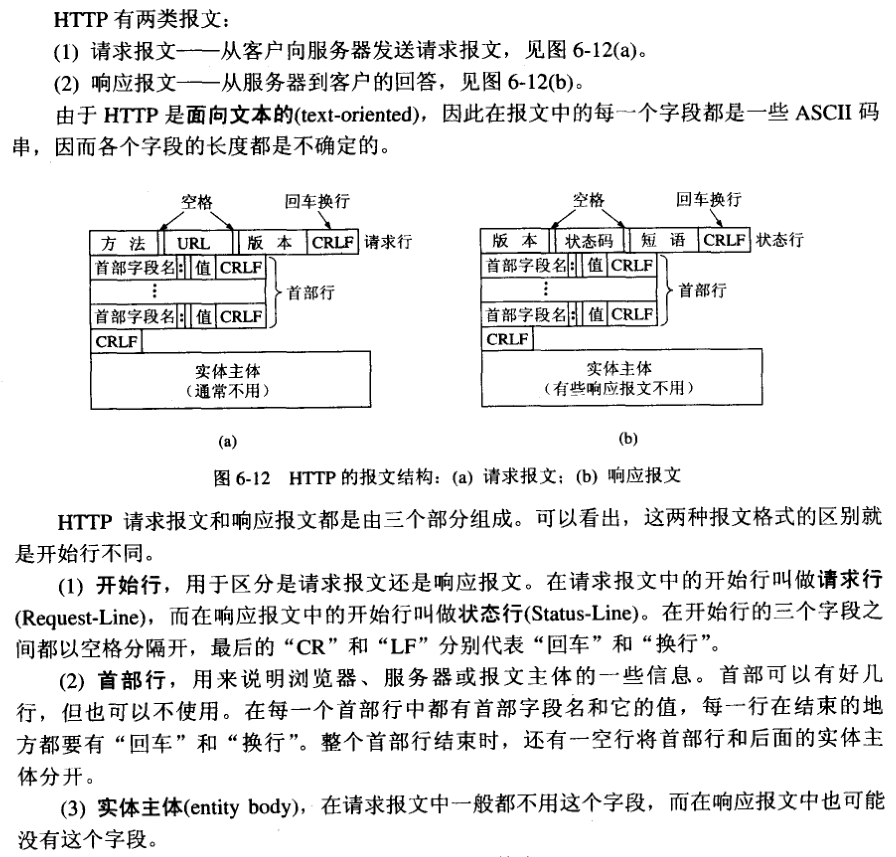 HTTP 有两类报文：
(1) 请求报文——从客户向服务器发送请求报文，见图 6-12(a)。
(2) 响应报文——从服务器到客户的回答，见图 6-12(b)。
由于 HTTP 是面向文本的(text-oriented)，因此在报文中的每一个字段都是一些 ASCII 码
串，因而各个字段的长度都是不确定的。
空格 回车换行
方 法 URL 版 本 CRLF 请求行
首部字段名 : 值 CRLF
⋮ 首部行
首部字段名 : 值 CRLF
CRLF
实体主体
（通常不用）
(a)
空格 回车换行
版 本 状态码 短 语 CRLF 状态行
首部字段名 : 值 CRLF
⋮ 首部行
首部字段名 : 值 CRLF
CRLF
实体主体
（有些响应报文不用）
(b)
图 6-12 HTTP 的报文结构：(a) 请求报文；(b) 响应报文
HTTP 请求报文和响应报文都是由三个部分组成。可以看出，这两种报文格式的区别就
是开始行不同。
(1) 开始行，用于区分是请求报文还是响应报文。在请求报文中的开始行叫做请求行
(Request-Line)，而在响应报文中的开始行叫做状态行(Status-Line)。在开始行的三个字段之
间都以空格分隔开，最后的“CR”和“LF”分别代表“回车”和“换行”。
(2) 首部行，用来说明浏览器、服务器或报文主体的一些信息。首部可以有好几
行，但也可以不使用。在每一个首部行中都有首部字段名和它的值，每一行在结束的地
方都要有“回车”和“换行”。整个首部行结束时，还有一空行将首部行和后面的实体主
体分开。
(3) 实体主体(entity body)，在请求报文中一般都不用这个字段，而在响应报文中也可能
没有这个字段。